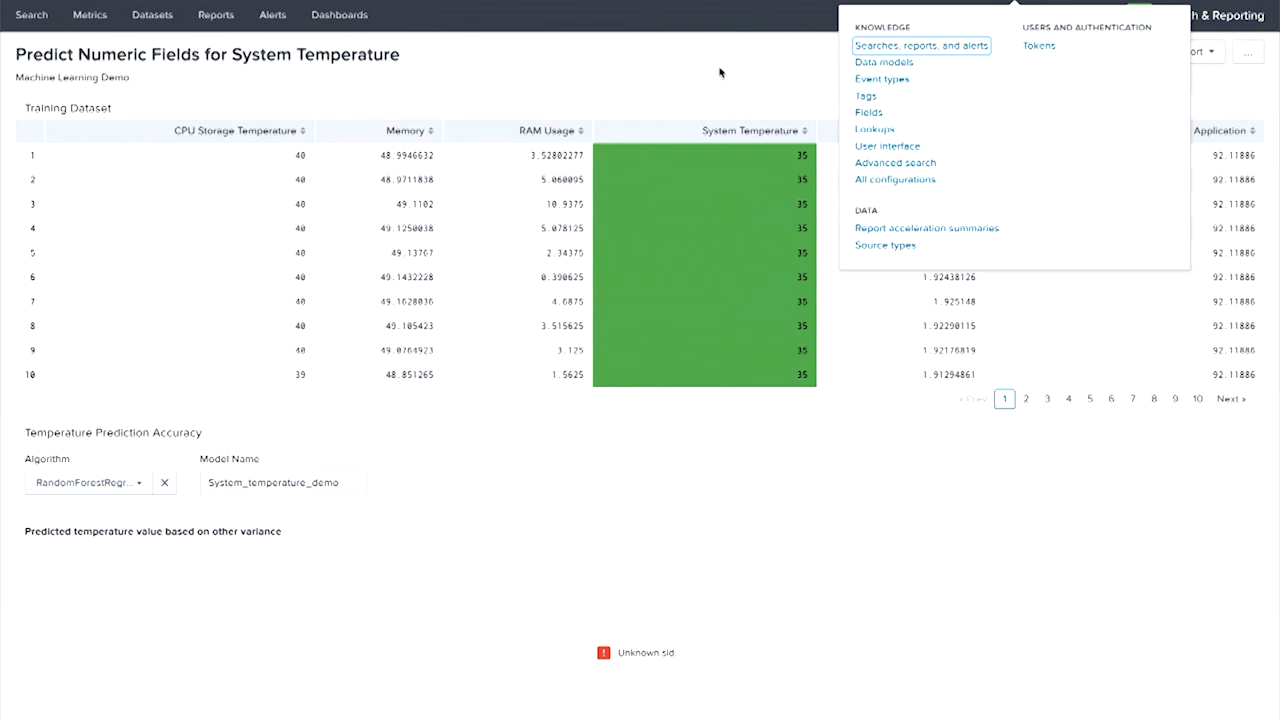 Search Metrics Datasets Reports Alerts Dashboards
h & Reporting
Predict Numeric Fields for System Temperature
ort ▾ ...
Machine Learning Demo
KNOWLEDGE
Searches, reports, and alerts
Data models
Event types
Tags
Fields
Lookups
User interface
Advanced search
All configurations
DATA
Report acceleration summaries
Source types
USERS AND AUTHENTICATION
Tokens
Training Dataset
CPU Storage Temperature Memory RAM Usage System Temperature Application
1 40 48.9946632 3.52802277 35 92.11886
2 40 48.9711838 5.060095 35 92.11886
3 40 49.1102 10.9375 35 92.11886
4 40 49.1250038 5.078125 35 92.11886
5 40 49.13767 2.34375 35 92.11886
6 40 49.1432228 0.390625 35 1.92438126 92.11886
7 40 49.1628036 4.6875 35 1.925148 92.11886
8 40 49.105423 3.515625 35 1.92290115 92.11886
9 40 49.0764923 3.125 35 1.92176819 92.11886
10 39 48.851265 1.5625 35 1.91294861 92.11886
« Prev 1 2 3 4 5 6 7 8 9 10 Next »
Temperature Prediction Accuracy
Algorithm Model Name
RandomForestRegr... System_temperature_demo
Predicted temperature value based on other variance
! Unknown sid.